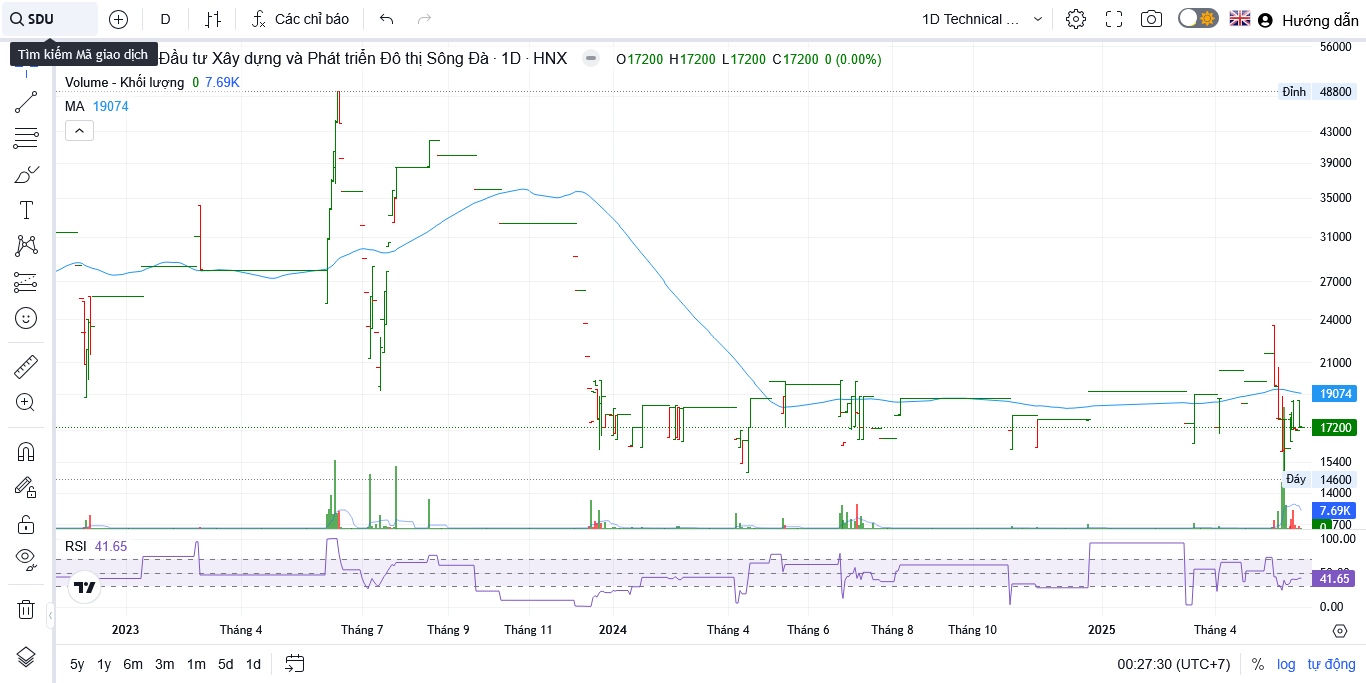 SDU
D
Các chỉ báo
1D Technical ...
Hướng dẫn
Tìm kiếm Mã giao dịch
Đầu tư Xây dựng và Phát triển Đô thị Sông Đà · 1D · HNX
O17200 H17200 L17200 C17200 0 (0.00%)
Volume - Khối lượng 0 7.69K
MA 19074
56000
Đỉnh 48800
43000
39000
35000
31000
27000
24000
21000
19074
17200
15400
Đáy 14600
14000
7.69K
0
RSI 41.65
100.00
41.65
0.00
2023
Tháng 4
Tháng 7
Tháng 9
Tháng 11
2024
Tháng 4
Tháng 6
Tháng 8
Tháng 10
2025
Tháng 4
5y 1y 6m 3m 1m 5d 1d
00:27:30 (UTC+7)
% log tự động